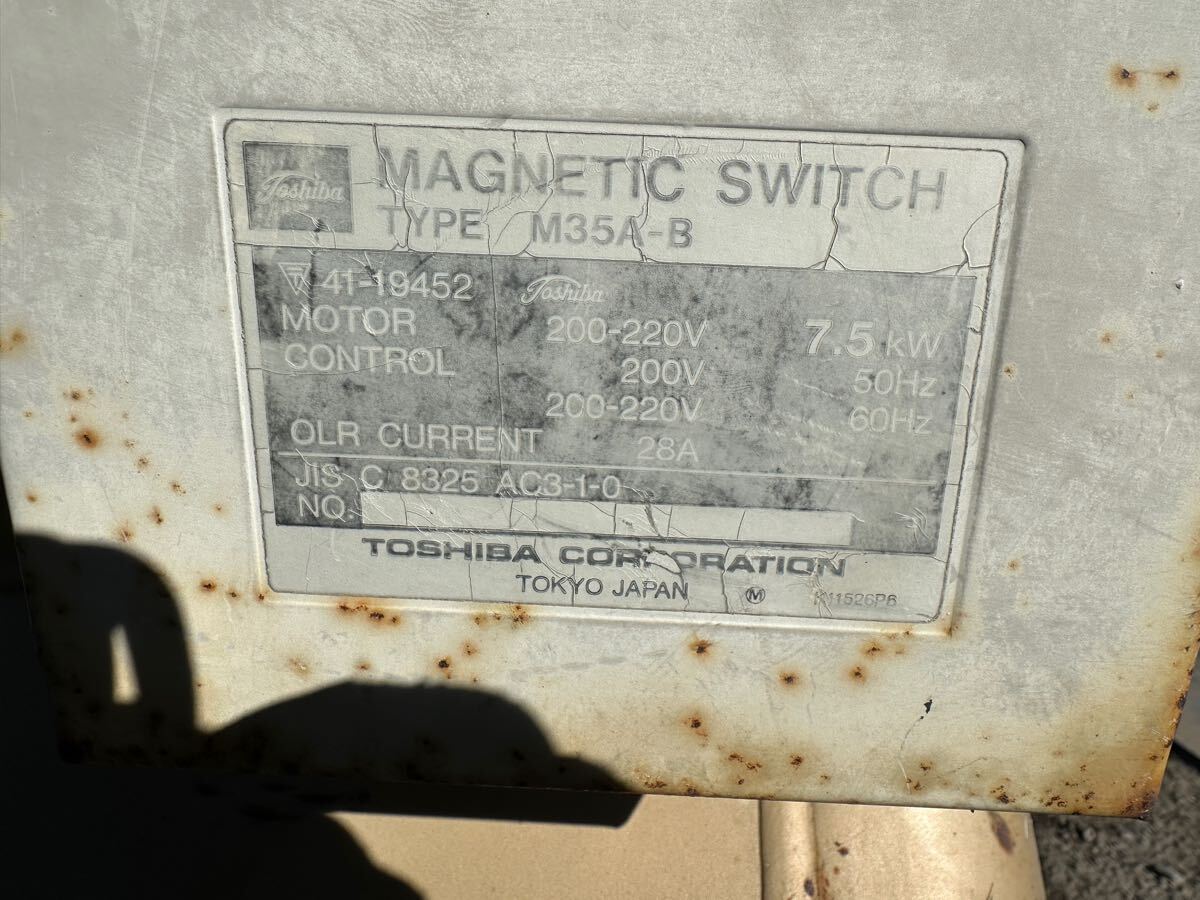 Toshiba
MAGNETIC SWITCH
TYPE M35A-B
41-19452 Toshiba
MOTOR 200-220V 7.5 kW
CONTROL 200V 50Hz
200-220V 60Hz
OLR CURRENT 28A
JIS C 8325 AC3-1-0
NO.
TOSHIBA CORPORATION
TOKYO JAPAN M